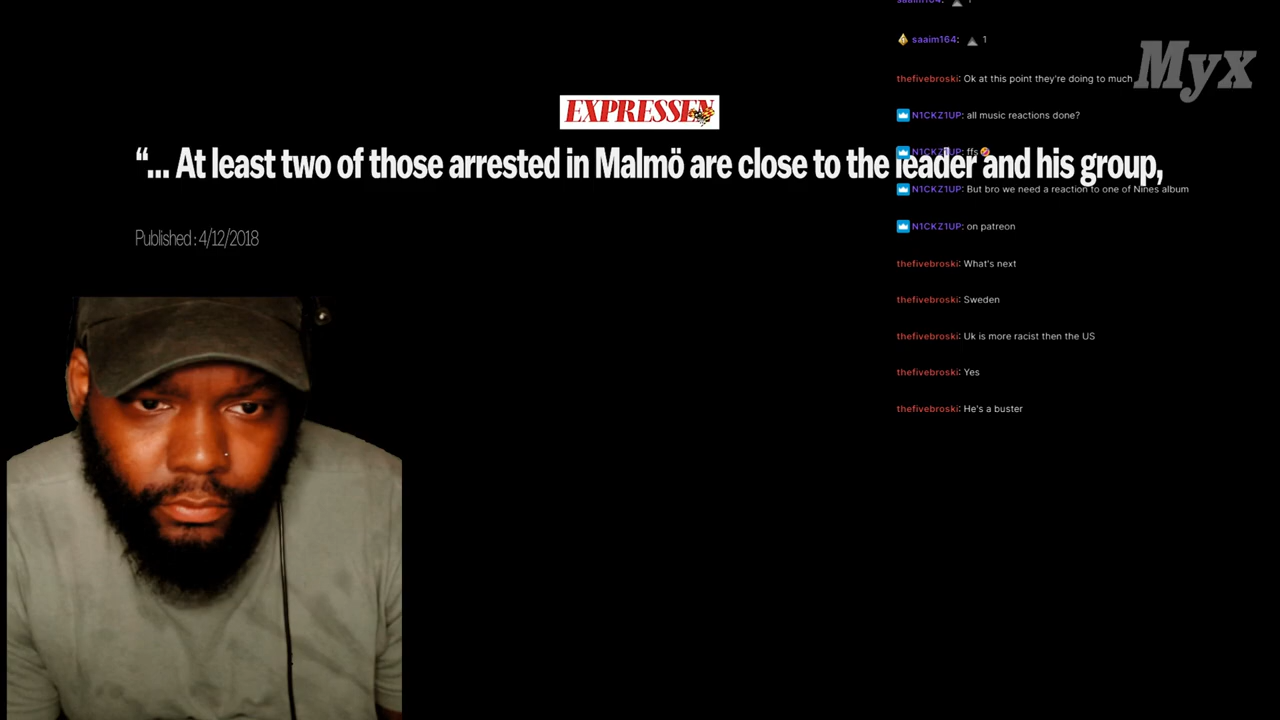 saaim164: 1
saaim164: 1
Myx
thefivebroski: Ok at this point they're doing to much
EXPRESSEN
N1CKZ1UP: all music reactions done?
N1CKZ1UP: ffs
“... At least two of those arrested in Malmö are close to the leader and his group,
N1CKZ1UP: But bro we need a reaction to one of Nines album
N1CKZ1UP: on patreon
Published : 4/12/2018
thefivebroski: What's next
thefivebroski: Sweden
thefivebroski: Uk is more racist then the US
thefivebroski: Yes
thefivebroski: He's a buster